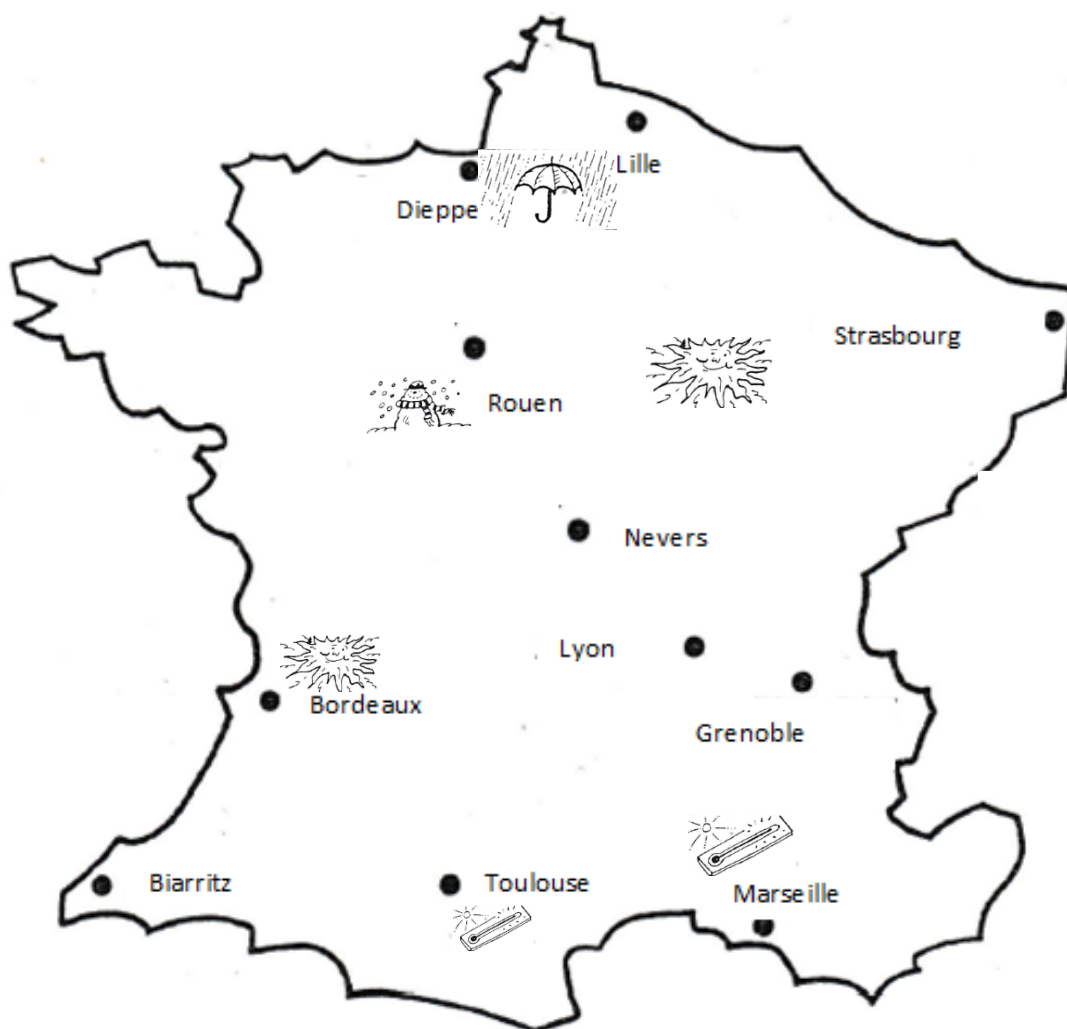 Lille
Dieppe
Strasbourg
Rouen
Nevers
Lyon
Bordeaux
Grenoble
Biarritz
Toulouse
Marseille